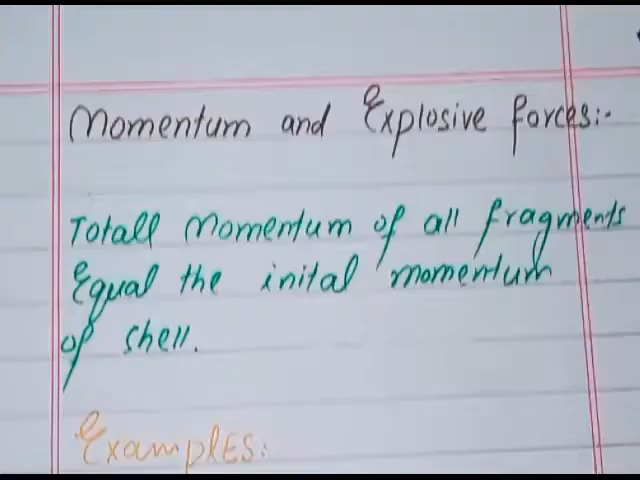 Momentum and Explosive forces:-
Totall momentum of all fragments
Equal the inital momentum
of shell.
Examples: